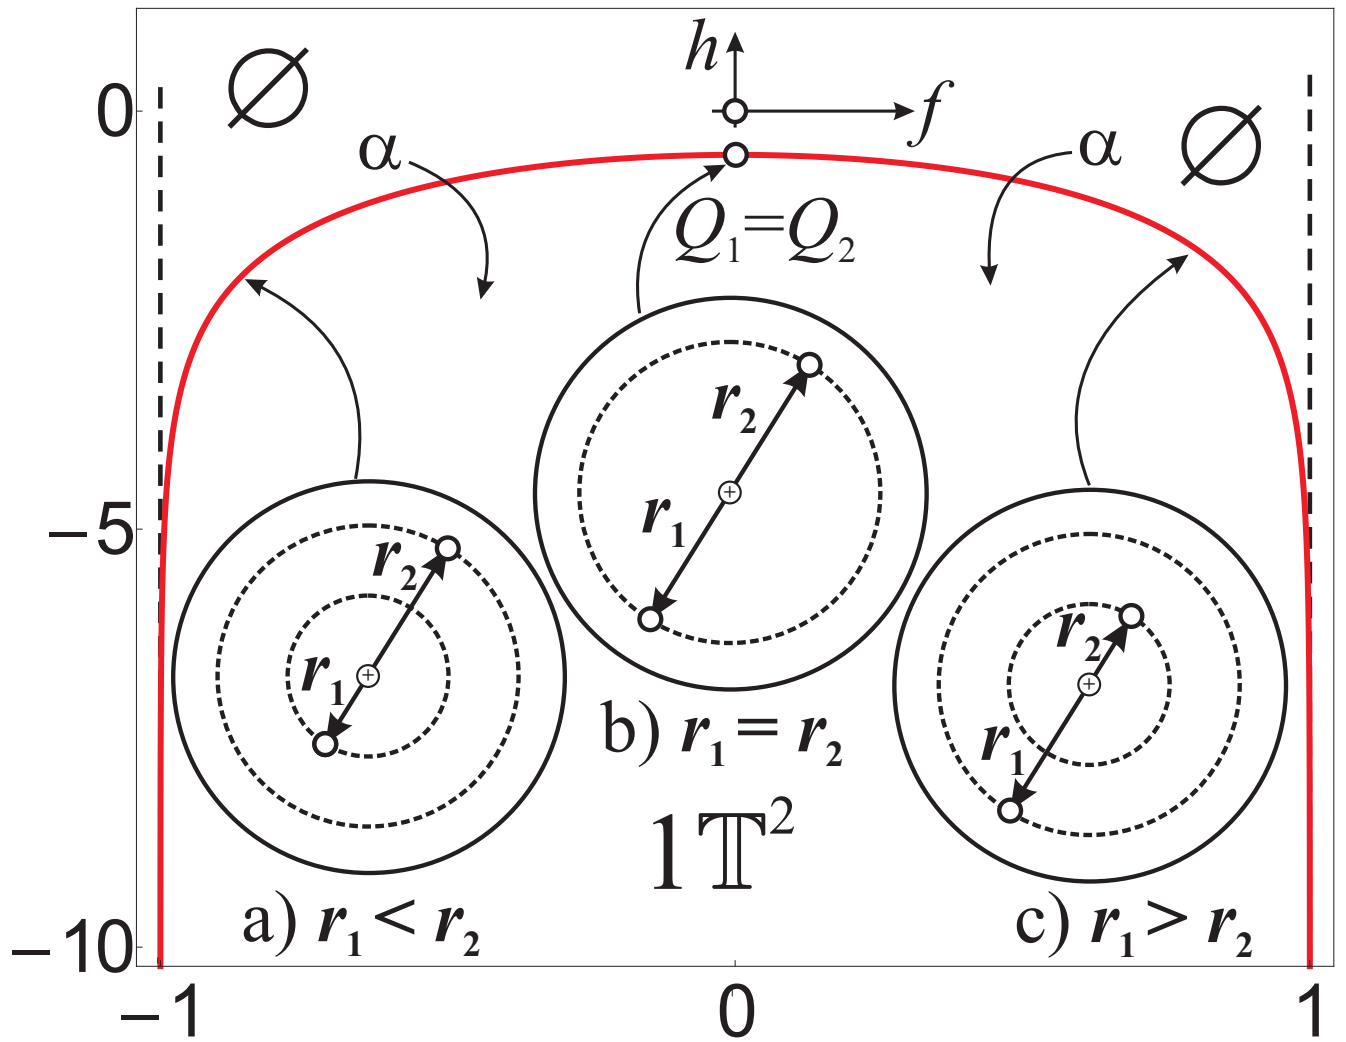 ∅
h
0
f
∅
α
α
Q₁=Q₂
r₂
r₁
−5
r₂
r₁
r₂
r₁
b) r₁ = r₂
1𝕋²
a) r₁ < r₂
c) r₁ > r₂
−10
−1
0
1